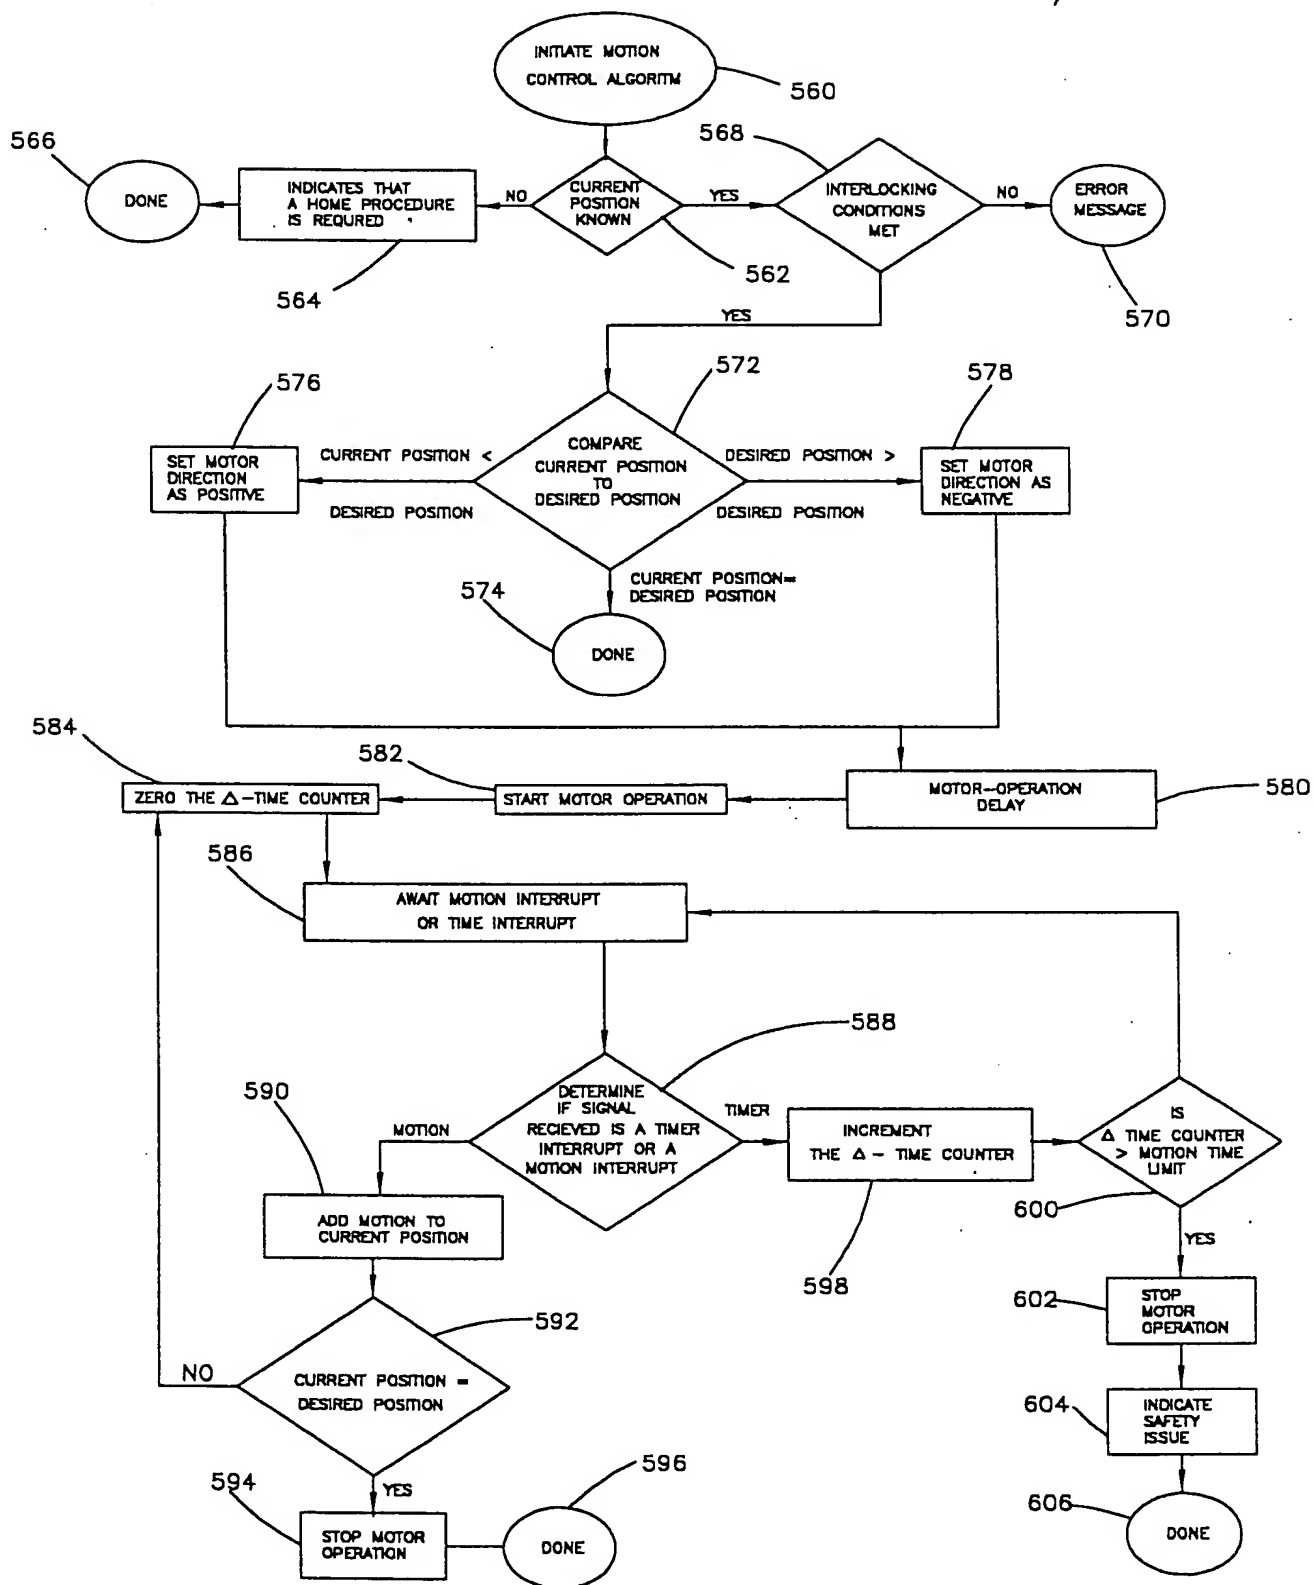 INITIATE MOTION
CONTROL ALGORITM
560
566
568
DONE
INDICATES THAT
A HOME PROCEDURE
IS REQURED
NO
CURRENT
POSITION
KNOWN
YES
INTERLOCKING
CONDITIONS
MET
NO
ERROR
MESSAGE
562
564
570
YES
576
572
578
SET MOTOR
DIRECTION
AS POSITIVE
CURRENT POSITION <
DESIRED POSITION
COMPARE
CURRENT POSITION
TO
DESIRED POSITION
DESIRED POSITION >
DESIRED POSITION
SET MOTOR
DIRECTION AS
NEGATIVE
CURRENT POSITION=
DESIRED POSITION
574
DONE
584
582
ZERO THE Δ-TIME COUNTER
START MOTOR OPERATION
MOTOR-OPERATION
DELAY
580
586
AWAIT MOTION INTERRUPT
OR TIME INTERRUPT
588
590
MOTION
DETERMINE
IF SIGNAL
RECIEVED IS A TIMER
INTERRUPT OR A
MOTION INTERRUPT
TIMER
INCREMENT
THE Δ - TIME COUNTER
IS
Δ TIME COUNTER
> MOTION TIME
LIMIT
600
ADD MOTION TO
CURRENT POSITION
598
YES
592
602
STOP
MOTOR
OPERATION
NO
CURRENT POSITION =
DESIRED POSITION
604
INDICATE
SAFETY
ISSUE
594
YES
596
606
STOP MOTOR
OPERATION
DONE
DONE